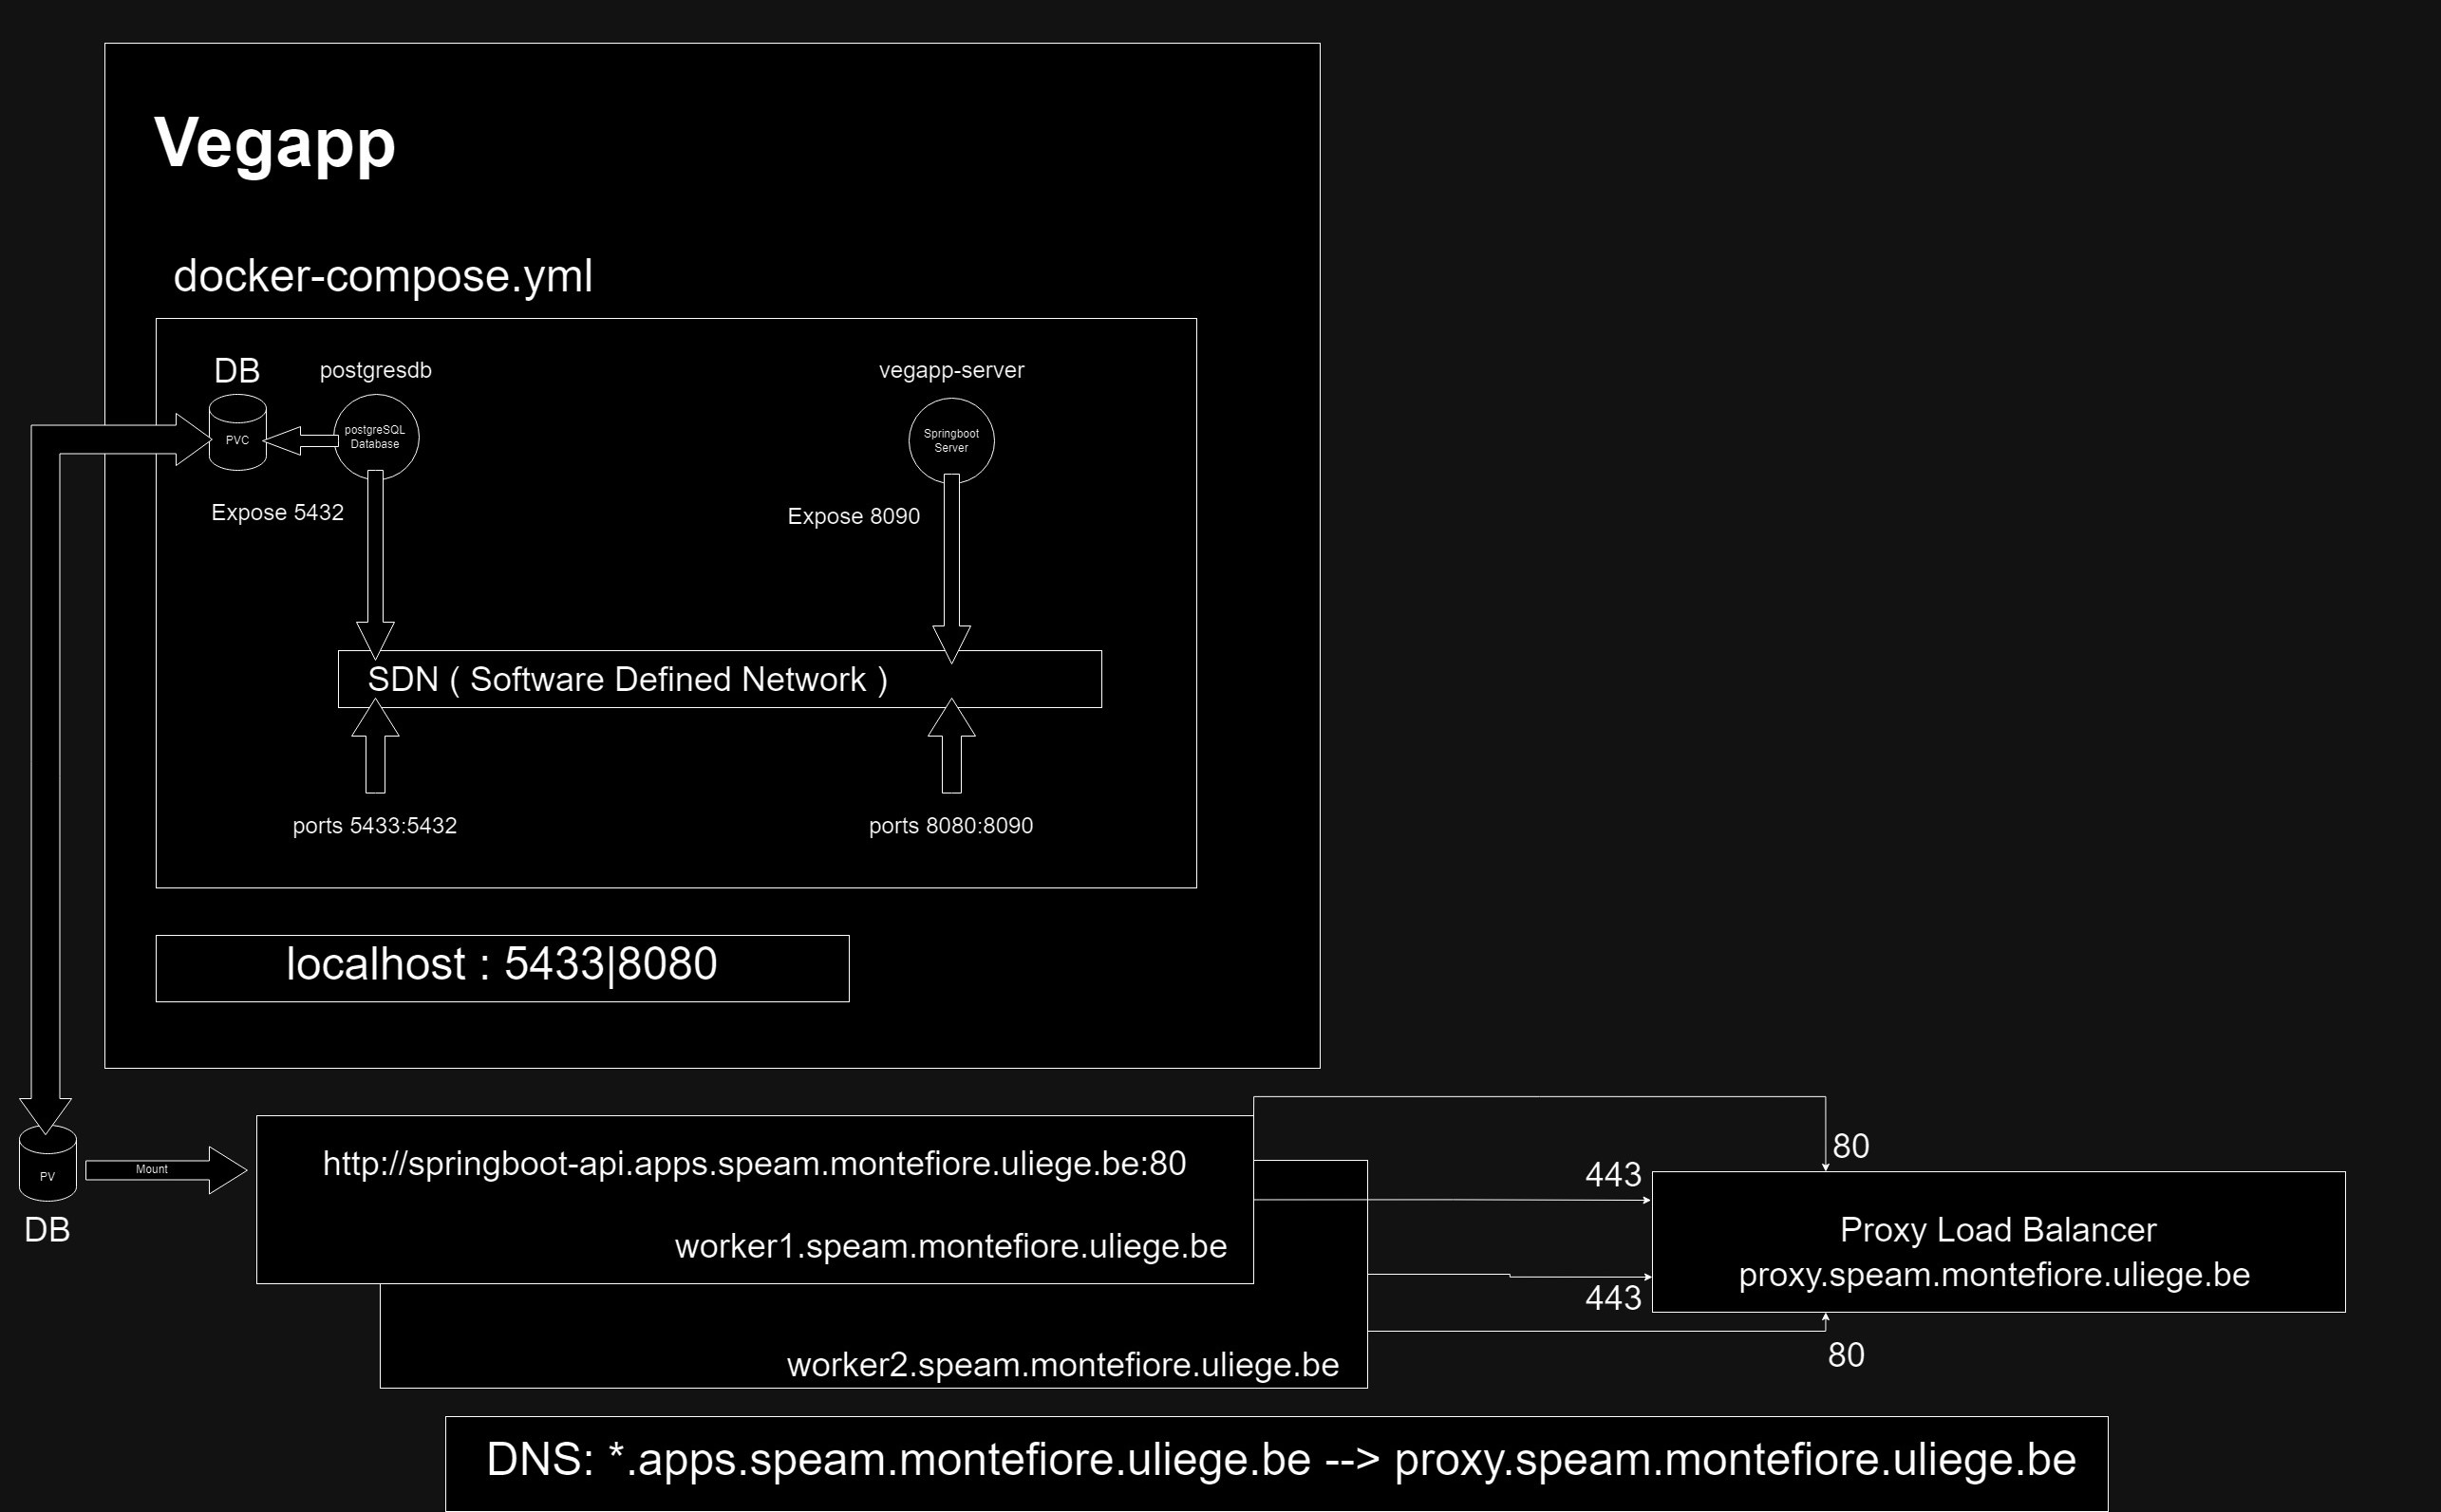 Vegapp
docker-compose.yml
DB
postgresdb
vegapp-server
PVC
postgreSQL
Database
Springboot
Server
Expose 5432
Expose 8090
SDN ( Software Defined Network )
ports 5433:5432
ports 8080:8090
localhost : 5433|8080
PV
Mount
DB
http://springboot-api.apps.speam.montefiore.uliege.be:80
worker1.speam.montefiore.uliege.be
worker2.speam.montefiore.uliege.be
80
443
443
80
Proxy Load Balancer
proxy.speam.montefiore.uliege.be
DNS: *.apps.speam.montefiore.uliege.be --> proxy.speam.montefiore.uliege.be